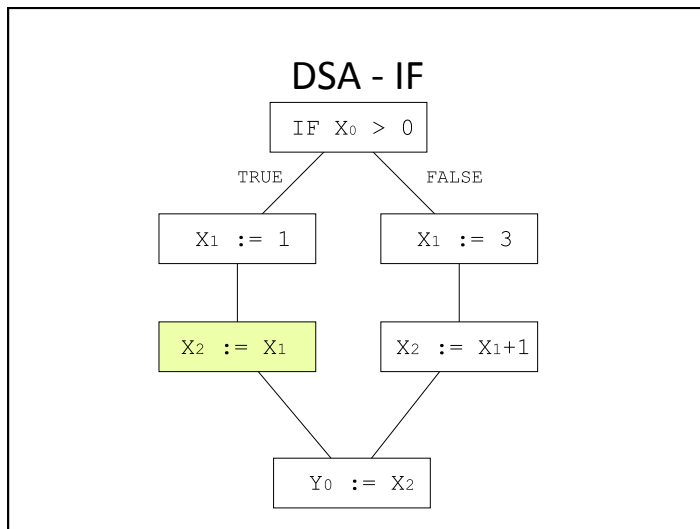 DSA - IF
IF X₀ > 0
TRUE FALSE
X₁ := 1 X₁ := 3
X₂ := X₁ X₂ := X₁+1
Y₀ := X₂